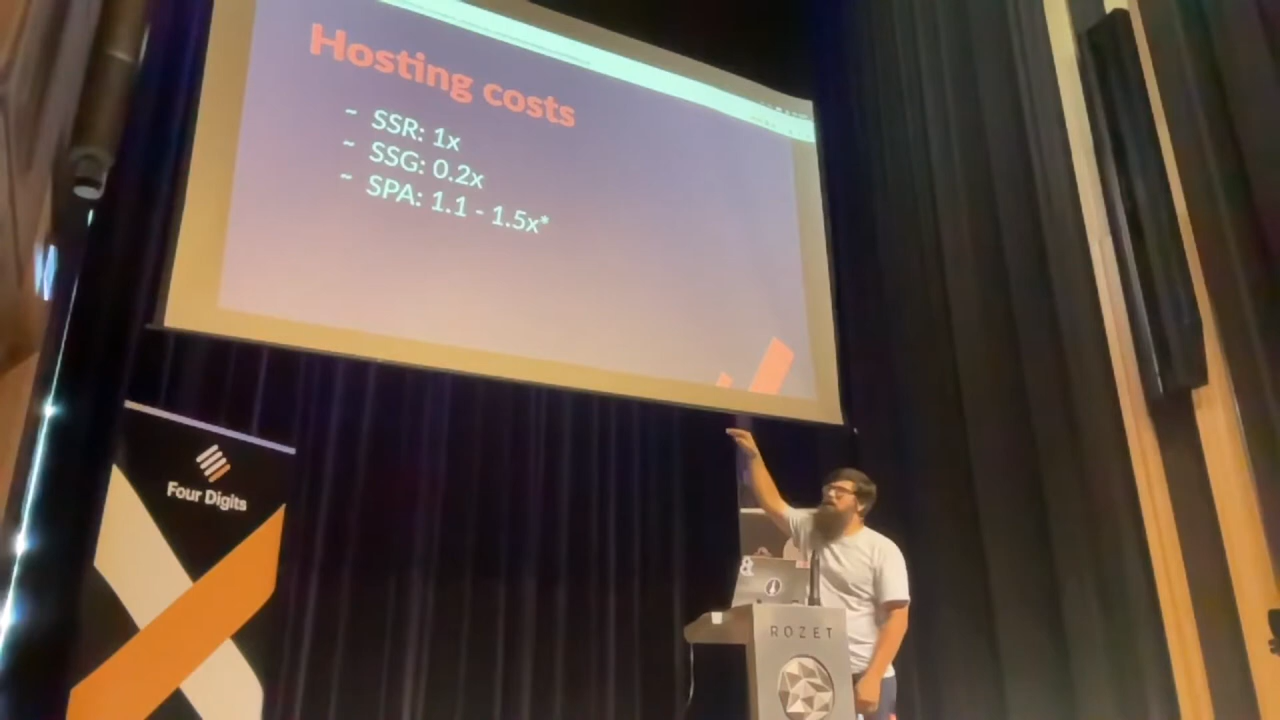 Hosting costs
~ SSR: 1x
~ SSG: 0.2x
~ SPA: 1.1 - 1.5x*
Four Digits
&
ROZET